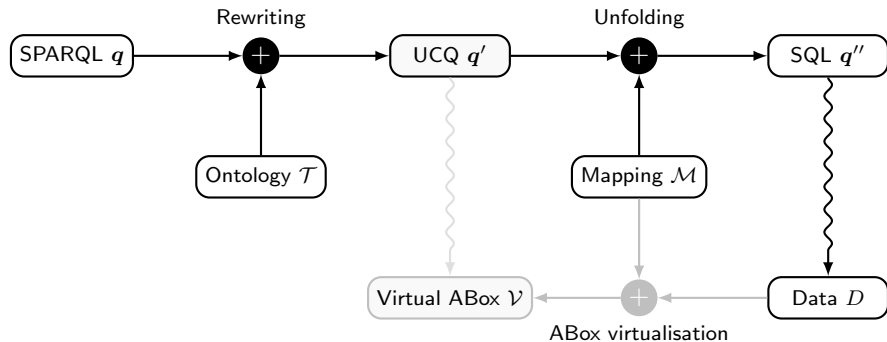 Rewriting
Unfolding
SPARQL q
+
UCQ q′
+
SQL q″
Ontology 𝒯
Mapping ℳ
Virtual ABox 𝒱
+
Data D
ABox virtualisation